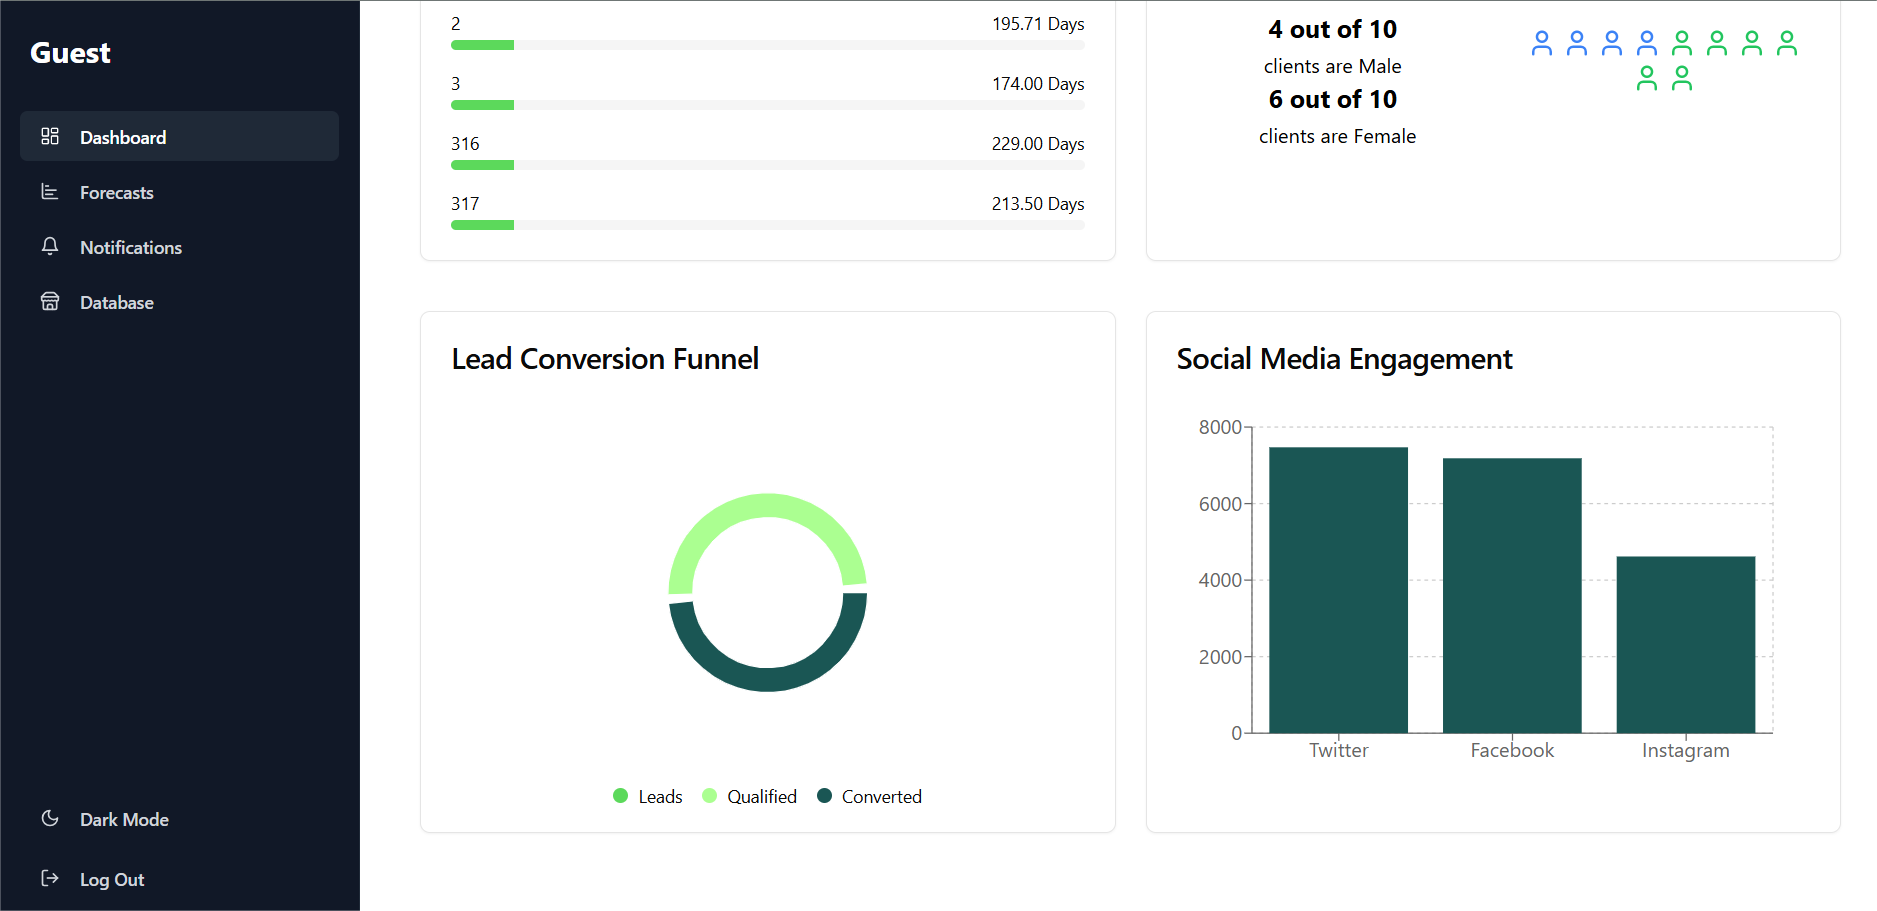 Guest
Dashboard
Forecasts
Notifications
Database
Dark Mode
Log Out
2 195.71 Days
3 174.00 Days
316 229.00 Days
317 213.50 Days
4 out of 10
clients are Male
6 out of 10
clients are Female
Lead Conversion Funnel
Leads Qualified Converted
Social Media Engagement
8000
6000
4000
2000
0
Twitter Facebook Instagram